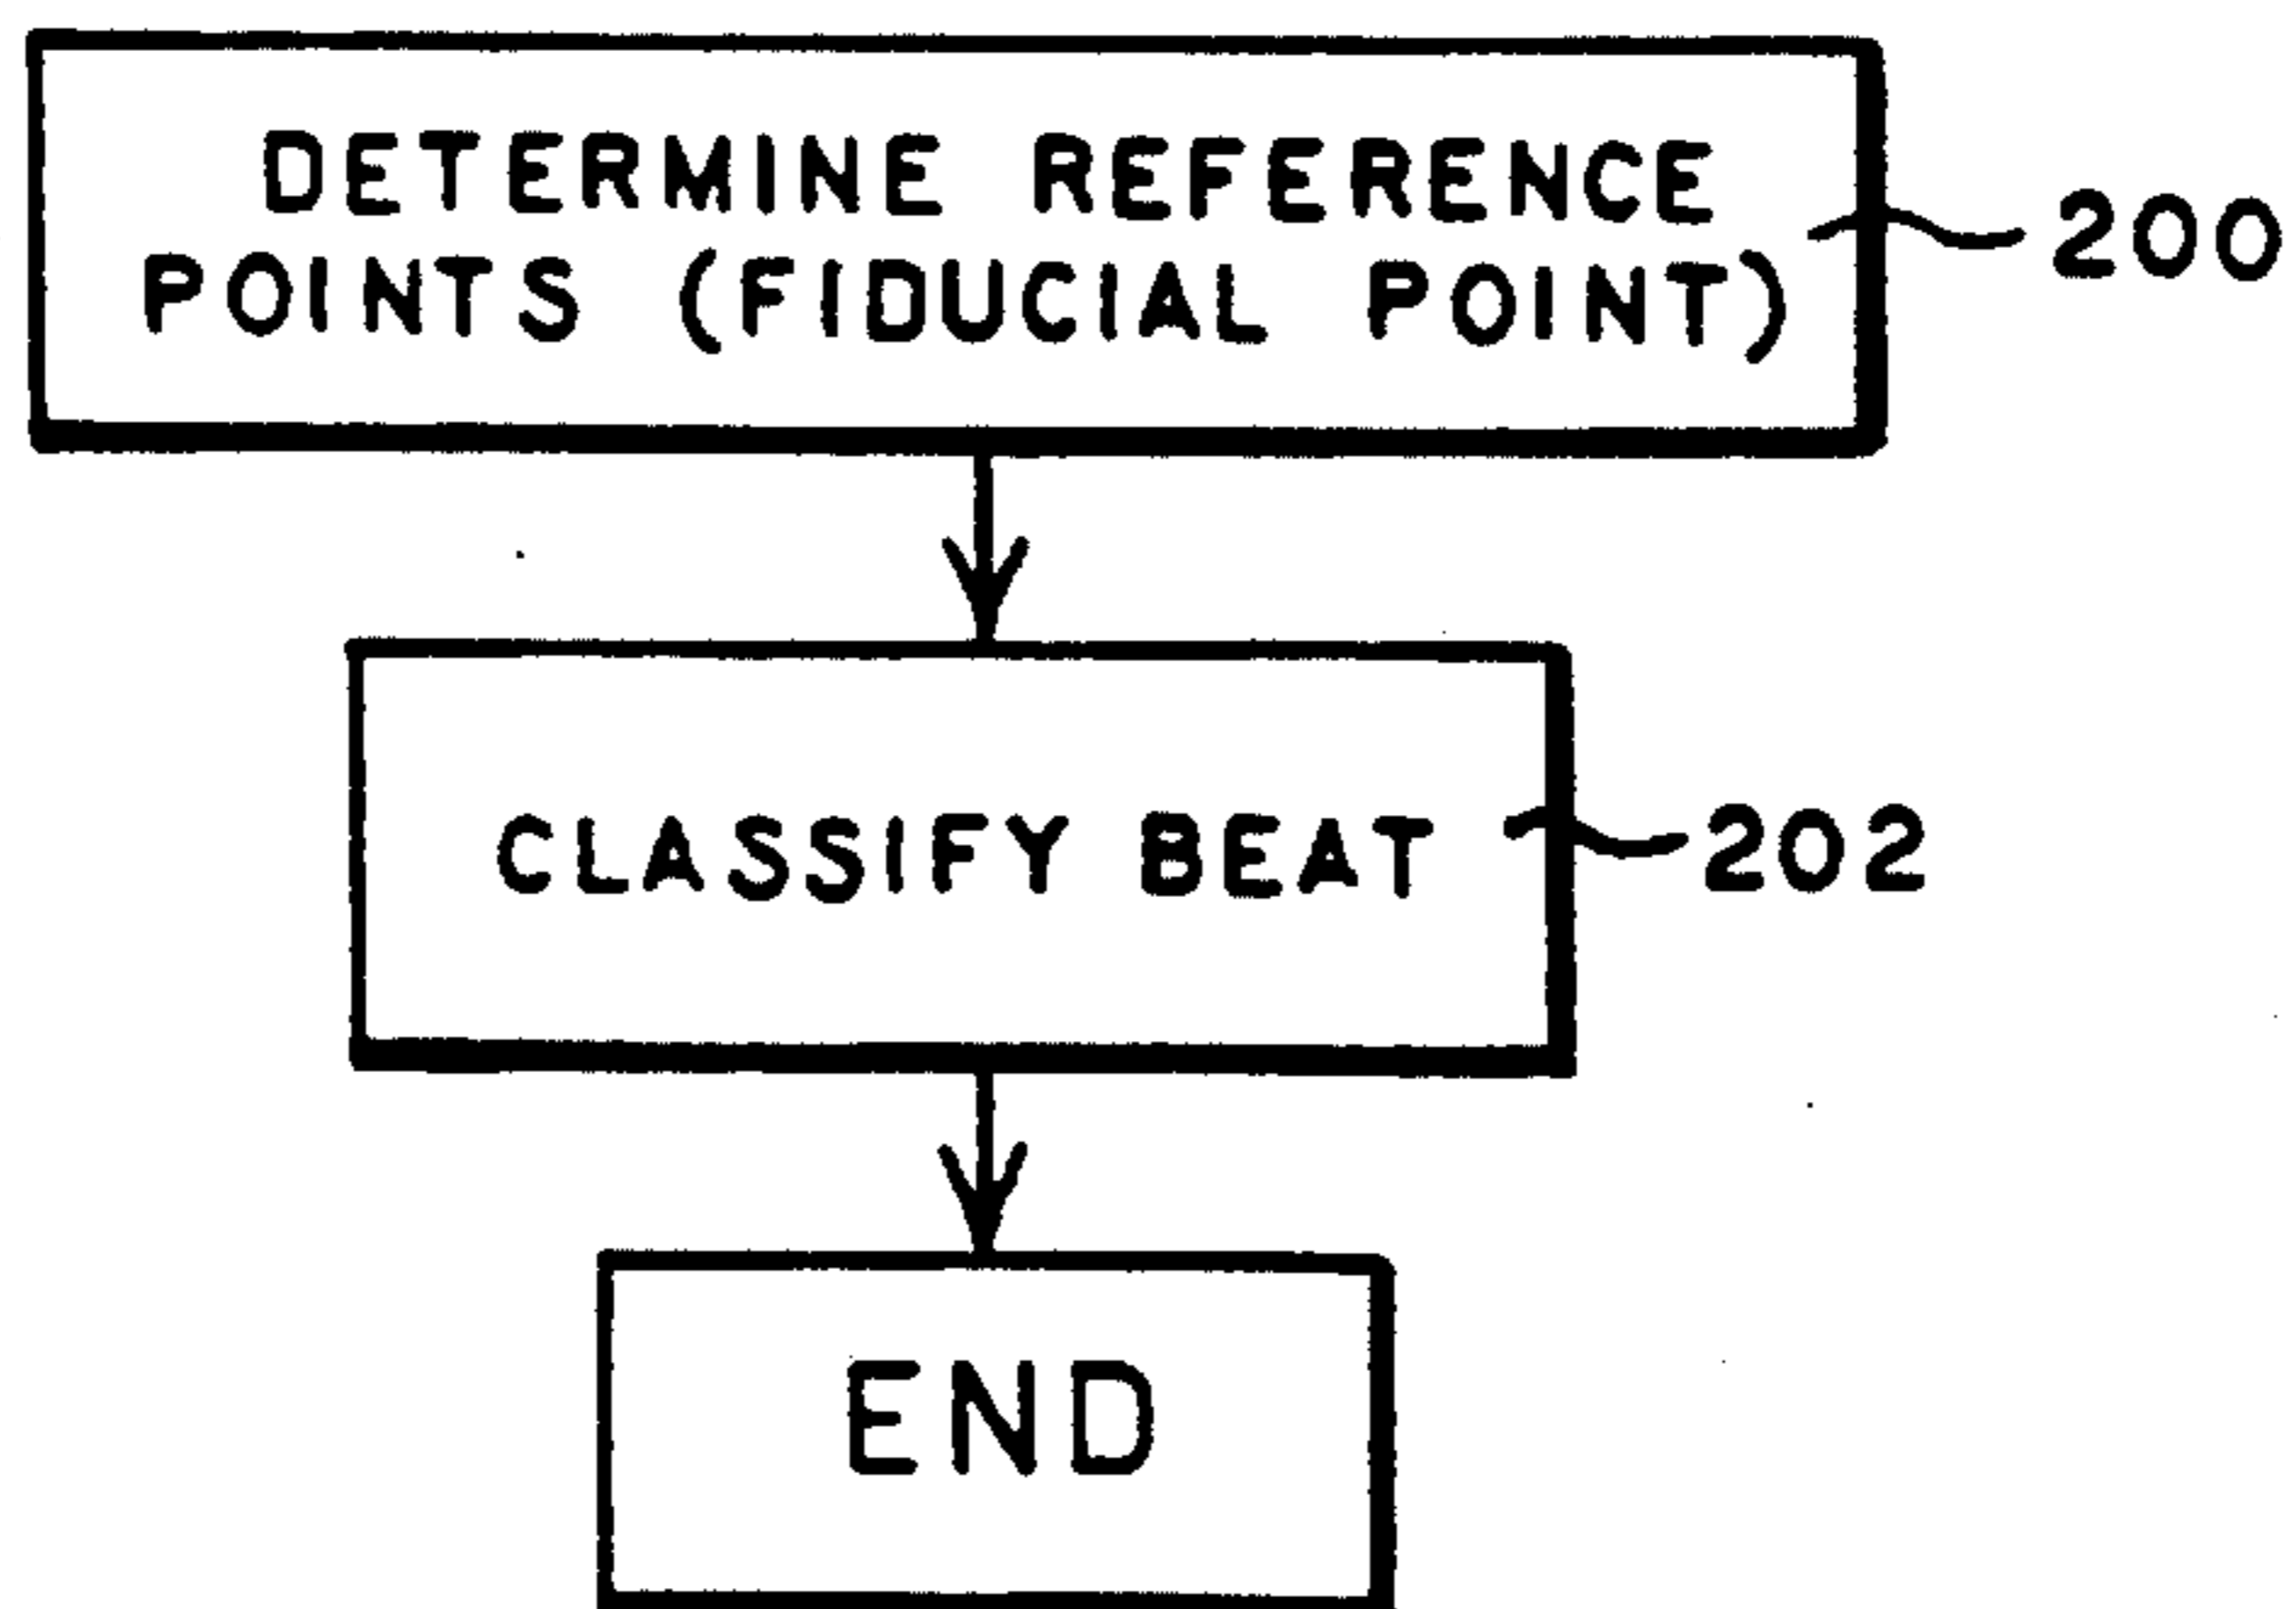 DETERMINE REFERENCE
POINTS (FIDUCIAL POINT)
200
CLASSIFY BEAT
202
END